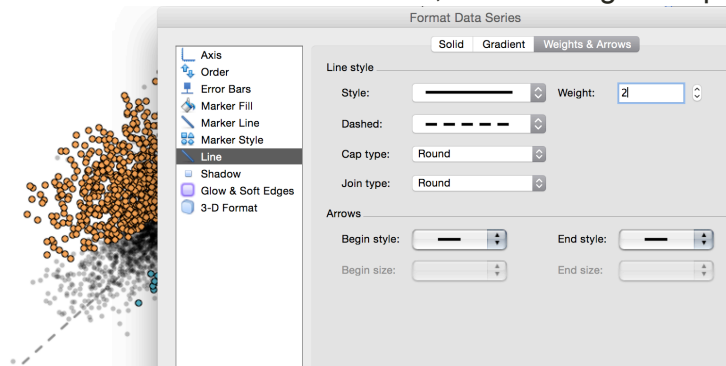 Format Data Series
Solid Gradient Weights & Arrows
Axis
Order
Error Bars
Marker Fill
Marker Line
Marker Style
Line
Shadow
Glow & Soft Edges
3-D Format
Line style
Style: Weight: 2
Dashed:
Cap type: Round
Join type: Round
Arrows
Begin style: End style:
Begin size: End size: